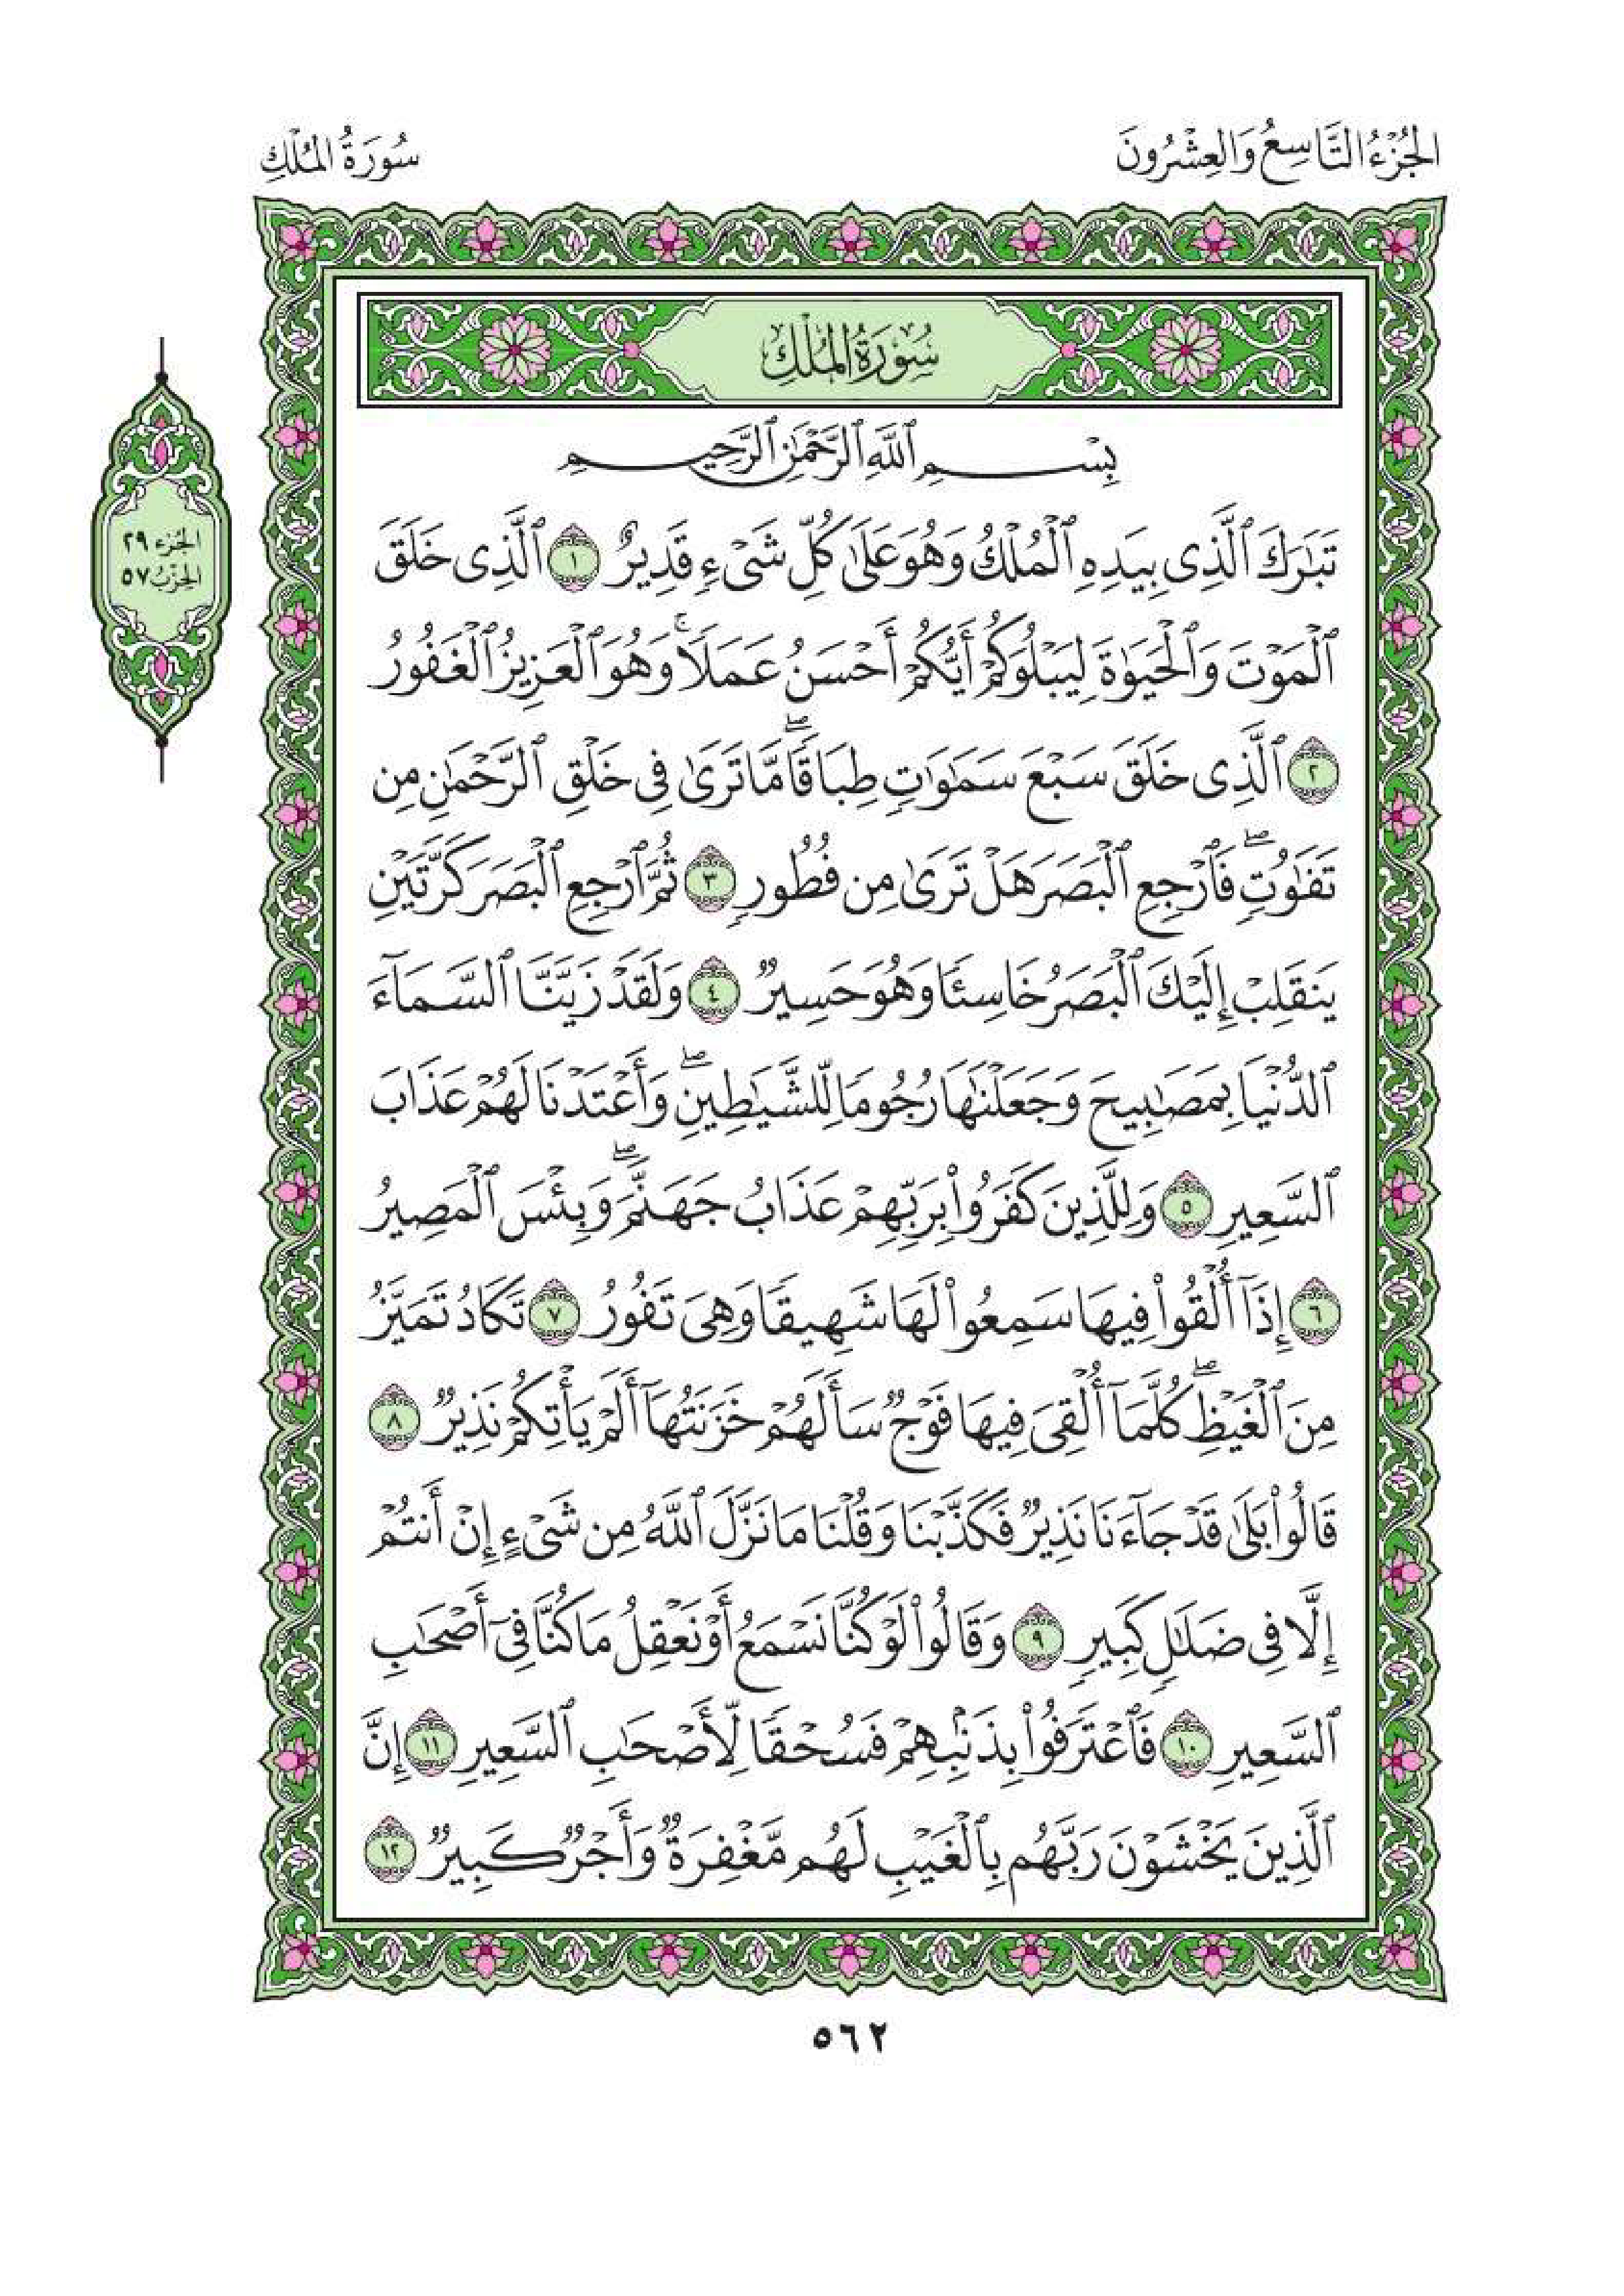 الجُزْءُ التَّاسِعُ وَالعِشْرُونَ
سُورَةُ المُلْكِ
سُورَةُ المُلْكِ
الجُزْء ٢٩
الحِزْبُ ٥٧
بِسْمِ ٱللَّهِ ٱلرَّحْمَٰنِ ٱلرَّحِيمِ
تَبَٰرَكَ ٱلَّذِى بِيَدِهِ ٱلْمُلْكُ وَهُوَ عَلَىٰ كُلِّ شَىْءٍ قَدِيرٌ ١ ٱلَّذِى خَلَقَ
ٱلْمَوْتَ وَٱلْحَيَوٰةَ لِيَبْلُوَكُمْ أَيُّكُمْ أَحْسَنُ عَمَلًا ۚ وَهُوَ ٱلْعَزِيزُ ٱلْغَفُورُ
٢ ٱلَّذِى خَلَقَ سَبْعَ سَمَٰوَٰتٍ طِبَاقًا ۖ مَّا تَرَىٰ فِى خَلْقِ ٱلرَّحْمَٰنِ مِن
تَفَٰوُتٍ ۖ فَٱرْجِعِ ٱلْبَصَرَ هَلْ تَرَىٰ مِن فُطُورٍ ٣ ثُمَّ ٱرْجِعِ ٱلْبَصَرَ كَرَّتَيْنِ
يَنقَلِبْ إِلَيْكَ ٱلْبَصَرُ خَاسِئًا وَهُوَ حَسِيرٌ ٤ وَلَقَدْ زَيَّنَّا ٱلسَّمَآءَ
ٱلدُّنْيَا بِمَصَٰبِيحَ وَجَعَلْنَٰهَا رُجُومًا لِّلشَّيَٰطِينِ ۖ وَأَعْتَدْنَا لَهُمْ عَذَابَ
ٱلسَّعِيرِ ٥ وَلِلَّذِينَ كَفَرُوا۟ بِرَبِّهِمْ عَذَابُ جَهَنَّمَ ۖ وَبِئْسَ ٱلْمَصِيرُ
٦ إِذَآ أُلْقُوا۟ فِيهَا سَمِعُوا۟ لَهَا شَهِيقًا وَهِىَ تَفُورُ ٧ تَكَادُ تَمَيَّزُ
مِنَ ٱلْغَيْظِ ۖ كُلَّمَآ أُلْقِىَ فِيهَا فَوْجٌ سَأَلَهُمْ خَزَنَتُهَآ أَلَمْ يَأْتِكُمْ نَذِيرٌ ٨
قَالُوا۟ بَلَىٰ قَدْ جَآءَنَا نَذِيرٌ فَكَذَّبْنَا وَقُلْنَا مَا نَزَّلَ ٱللَّهُ مِن شَىْءٍ إِنْ أَنتُمْ
إِلَّا فِى ضَلَٰلٍ كَبِيرٍ ٩ وَقَالُوا۟ لَوْ كُنَّا نَسْمَعُ أَوْ نَعْقِلُ مَا كُنَّا فِىٓ أَصْحَٰبِ
ٱلسَّعِيرِ ١٠ فَٱعْتَرَفُوا۟ بِذَنۢبِهِمْ فَسُحْقًا لِّأَصْحَٰبِ ٱلسَّعِيرِ ١١ إِنَّ
ٱلَّذِينَ يَخْشَوْنَ رَبَّهُم بِٱلْغَيْبِ لَهُم مَّغْفِرَةٌ وَأَجْرٌ كَبِيرٌ ١٢
٥٦٢